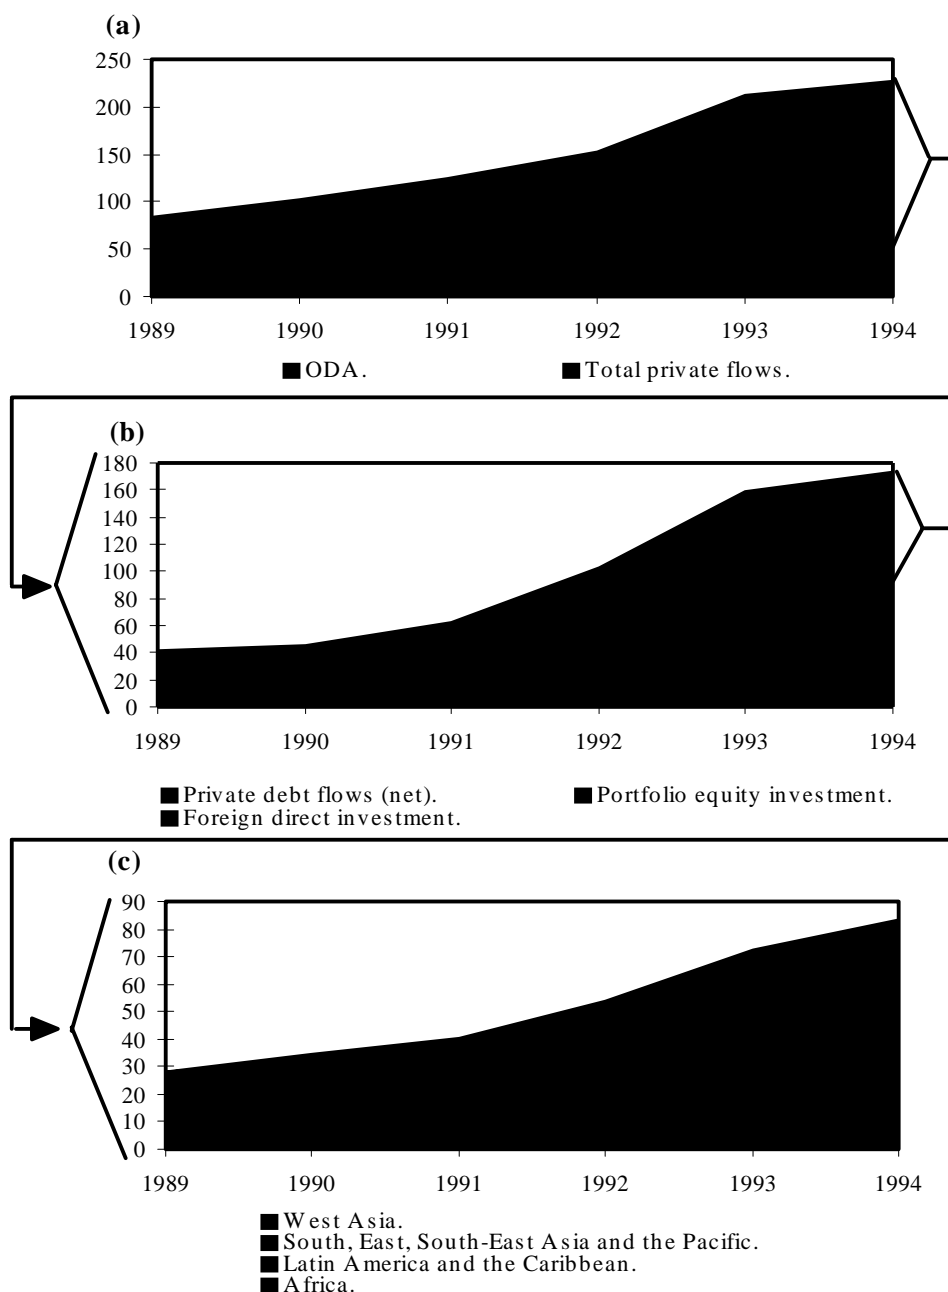 (a)
250
200
150
100
50
0
1989 1990 1991 1992 1993 1994
ODA. Total private flows.
(b)
180
160
140
120
100
80
60
40
20
0
1989 1990 1991 1992 1993 1994
Private debt flows (net). Portfolio equity investment.
Foreign direct investment.
(c)
90
80
70
60
50
40
30
20
10
0
1989 1990 1991 1992 1993 1994
West Asia.
South, East, South-East Asia and the Pacific.
Latin America and the Caribbean.
Africa.